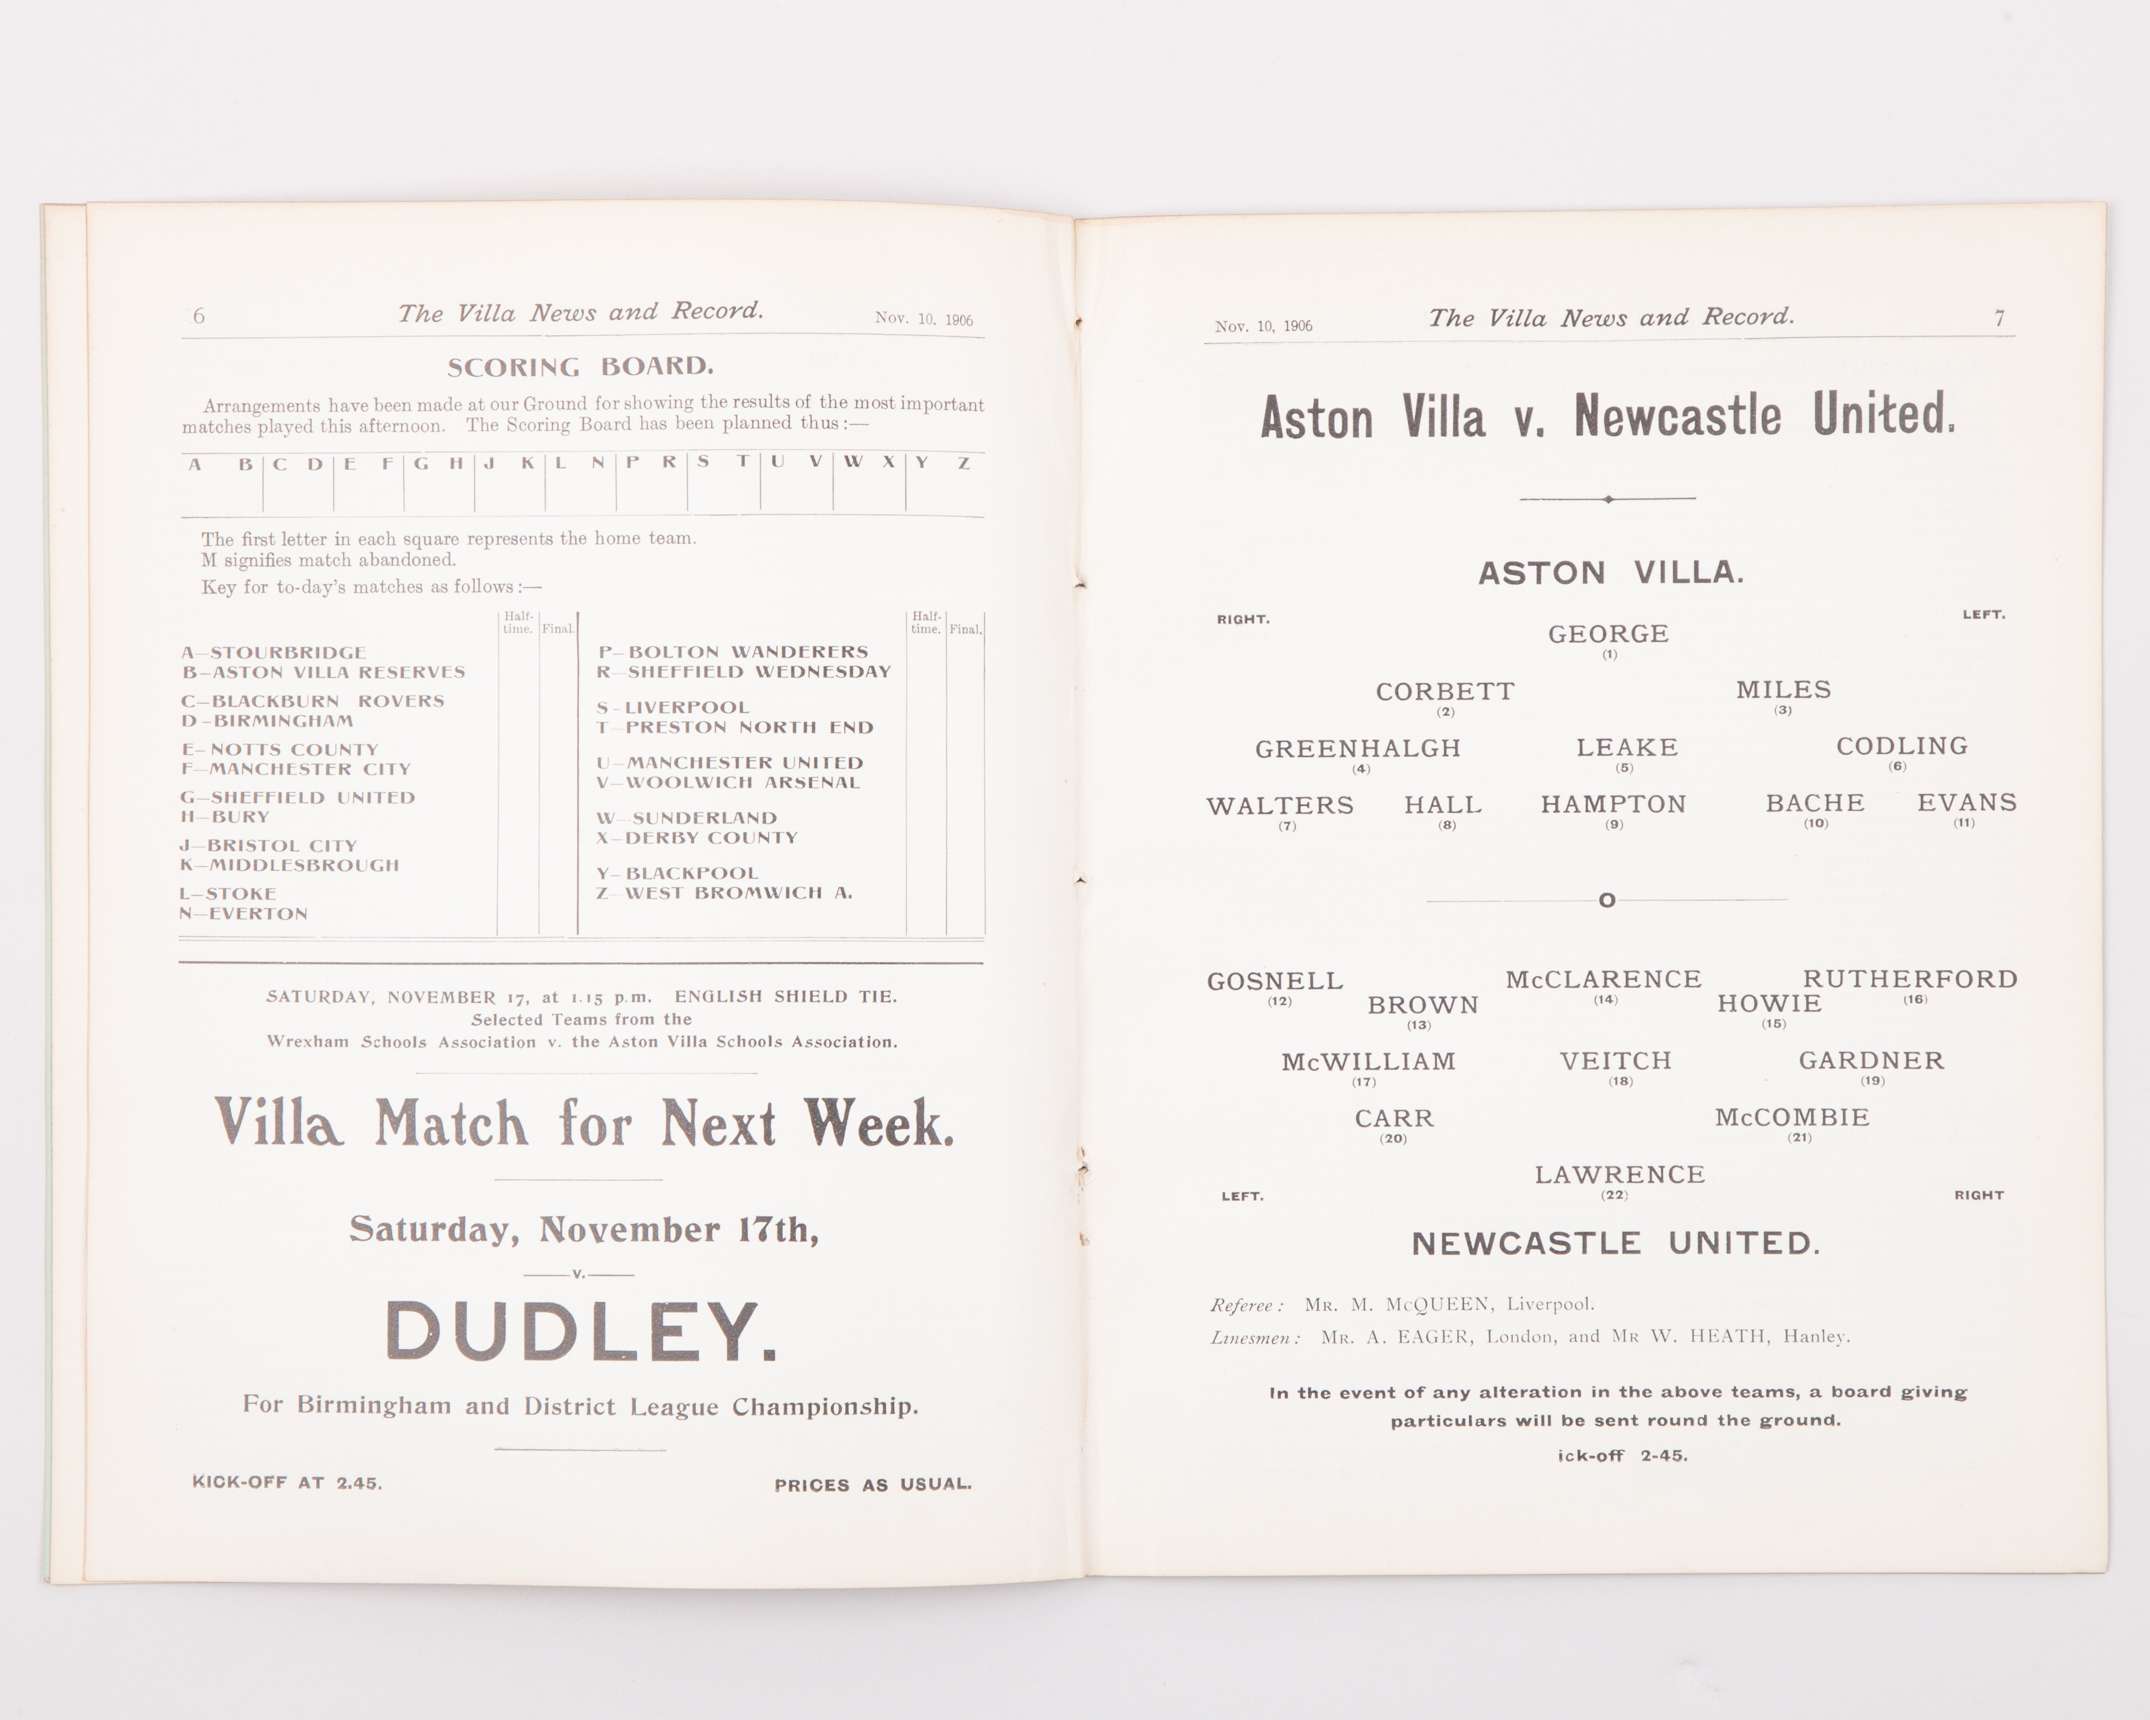 6 The Villa News and Record. Nov. 10, 1906
SCORING BOARD.
Arrangements have been made at our Ground for showing the results of the most important
matches played this afternoon. The Scoring Board has been planned thus:—
A B C D E F G H J K L N P R S T U V W X Y Z
The first letter in each square represents the home team.
M signifies match abandoned.
Key for to-day's matches as follows:—
Half-time. Final.
A—STOURBRIDGE
B—ASTON VILLA RESERVES
C—BLACKBURN ROVERS
D—BIRMINGHAM
E—NOTTS COUNTY
F—MANCHESTER CITY
G—SHEFFIELD UNITED
H—BURY
J—BRISTOL CITY
K—MIDDLESBROUGH
L—STOKE
N—EVERTON
Half-time. Final.
P—BOLTON WANDERERS
R—SHEFFIELD WEDNESDAY
S—LIVERPOOL
T—PRESTON NORTH END
U—MANCHESTER UNITED
V—WOOLWICH ARSENAL
W—SUNDERLAND
X—DERBY COUNTY
Y—BLACKPOOL
Z—WEST BROMWICH A.
SATURDAY, NOVEMBER 17, at 1.15 p.m. ENGLISH SHIELD TIE.
Selected Teams from the
Wrexham Schools Association v. the Aston Villa Schools Association.
Villa Match for Next Week.
Saturday, November 17th,
v.
DUDLEY.
For Birmingham and District League Championship.
KICK-OFF AT 2.45. PRICES AS USUAL.
Nov. 10, 1906 The Villa News and Record. 7
Aston Villa v. Newcastle United.
ASTON VILLA.
RIGHT. LEFT.
GEORGE
(1)
CORBETT MILES
(2) (3)
GREENHALGH LEAKE CODLING
(4) (5) (6)
WALTERS HALL HAMPTON BACHE EVANS
(7) (8) (9) (10) (11)
O
GOSNELL McCLARENCE RUTHERFORD
(12) (14) (16)
BROWN HOWIE
(13) (15)
McWILLIAM VEITCH GARDNER
(17) (18) (19)
CARR McCOMBIE
(20) (21)
LAWRENCE
(22)
LEFT. RIGHT
NEWCASTLE UNITED.
Referee: MR. M. McQUEEN, Liverpool.
Linesmen: MR. A. EAGER, London, and MR W. HEATH, Hanley.
In the event of any alteration in the above teams, a board giving
particulars will be sent round the ground.
ick-off 2-45.